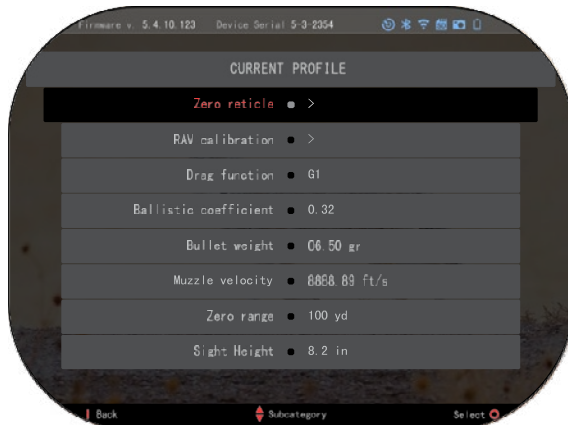 Firmware v. 5.4.10.123 Device Serial 5-3-2354
CURRENT PROFILE
Zero reticle >
RAV calibration >
Drag function G1
Ballistic coefficient 0.32
Bullet weight 06.50 gr
Muzzle velocity 8888.89 ft/s
Zero range 100 yd
Sight Height 8.2 in
Back Subcategory Select